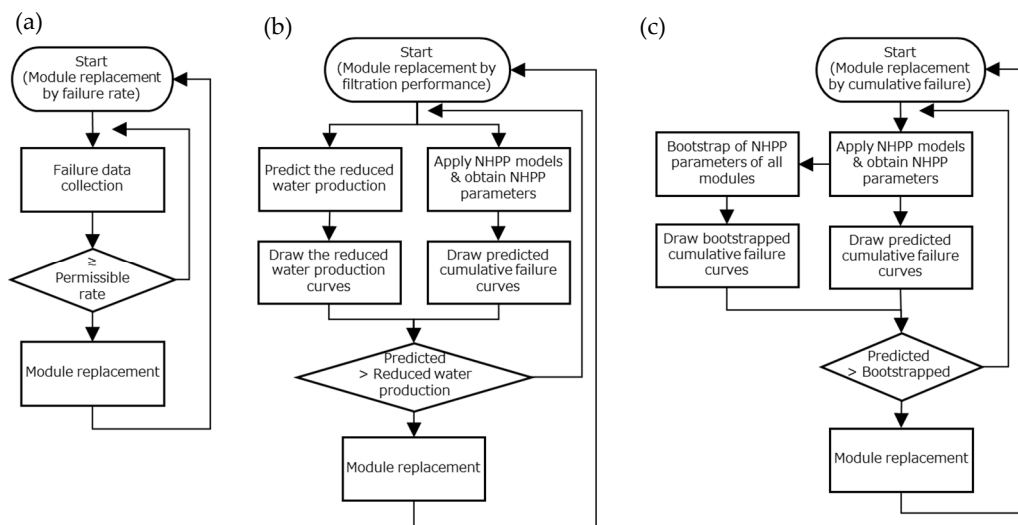 (a)
Start
(Module replacement
by failure rate)
Failure data
collection
≥
Permissible
rate
Module replacement
(b)
Start
(Module replacement by
filtration performance)
Predict the reduced
water production
Apply NHPP models
& obtain NHPP
parameters
Draw the reduced
water production
curves
Draw predicted
cumulative failure
curves
Predicted
> Reduced water
production
Module replacement
(c)
Start
(Module replacement
by cumulative failure)
Bootstrap of NHPP
parameters of all
modules
Apply NHPP models
& obtain NHPP
parameters
Draw bootstrapped
cumulative failure
curves
Draw predicted
cumulative failure
curves
Predicted
> Bootstrapped
Module replacement